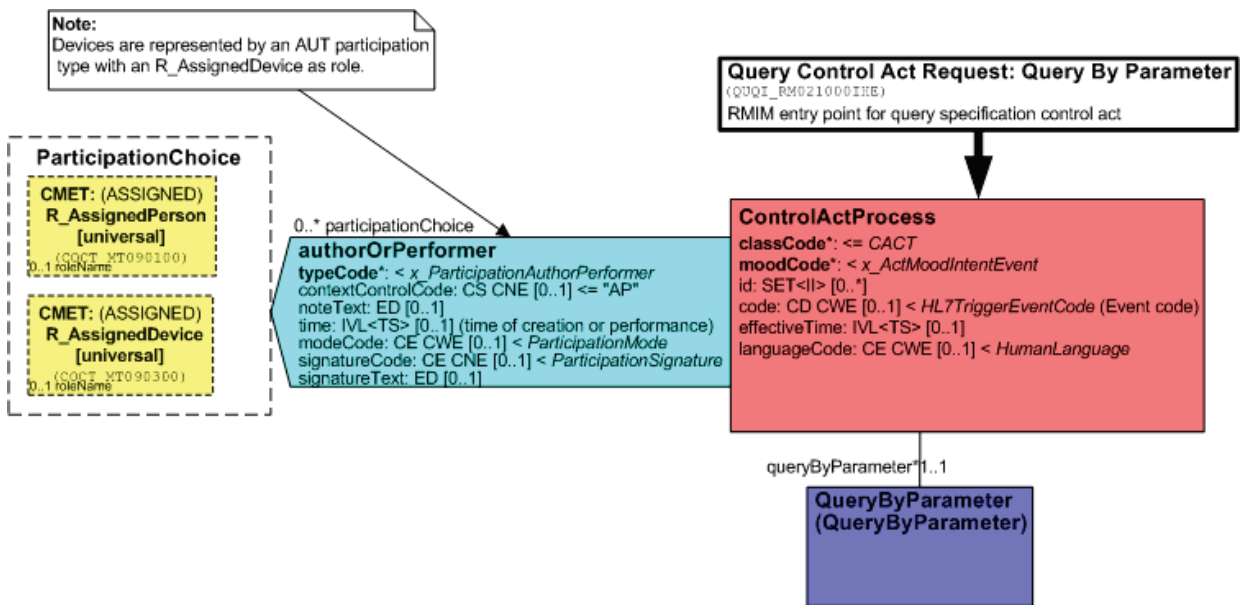 Note:
Devices are represented by an AUT participation
type with an R_AssignedDevice as role.
Query Control Act Request: Query By Parameter
(QUQI_RM021000IHE)
RMIM entry point for query specification control act
ParticipationChoice
CMET: (ASSIGNED)
R_AssignedPerson
[universal]
(COCT_MT090100)
0..1 roleName
CMET: (ASSIGNED)
R_AssignedDevice
[universal]
(COCT_MT090300)
0..1 roleName
0..* participationChoice
authorOrPerformer
typeCode*: < x_ParticipationAuthorPerformer
contextControlCode: CS CNE [0..1] <= "AP"
noteText: ED [0..1]
time: IVL<TS> [0..1] (time of creation or performance)
modeCode: CE CWE [0..1] < ParticipationMode
signatureCode: CE CNE [0..1] < ParticipationSignature
signatureText: ED [0..1]
ControlActProcess
classCode*: <= CACT
moodCode*: < x_ActMoodIntentEvent
id: SET<II> [0..*]
code: CD CWE [0..1] < HL7TriggerEventCode (Event code)
effectiveTime: IVL<TS> [0..1]
languageCode: CE CWE [0..1] < HumanLanguage
queryByParameter*1..1
QueryByParameter
(QueryByParameter)